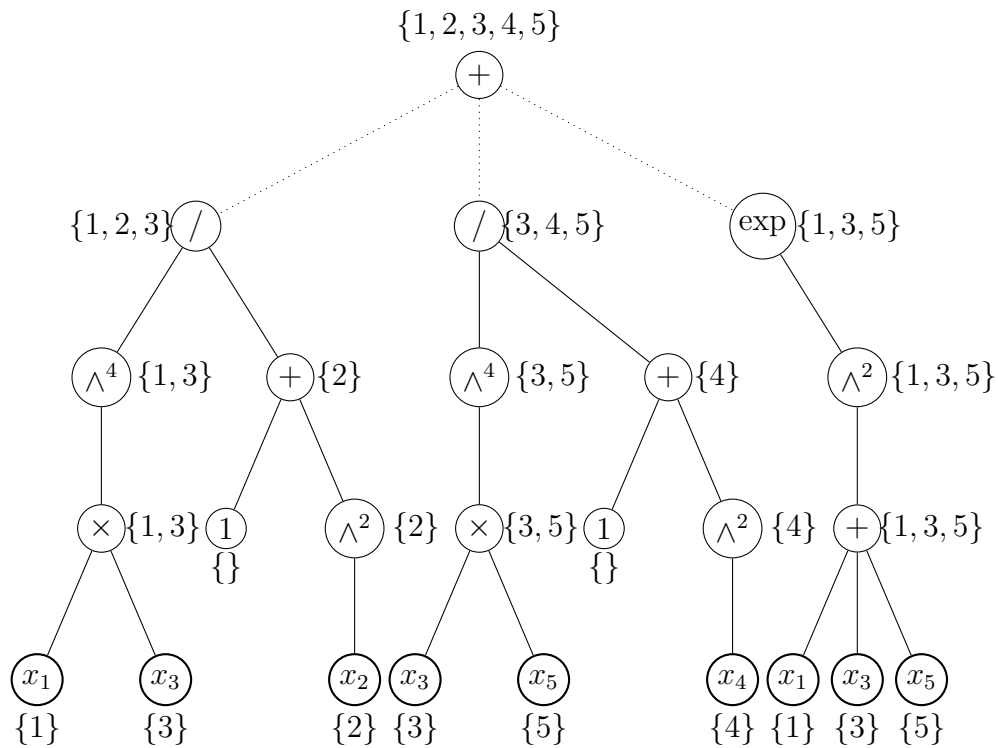 {1, 2, 3, 4, 5}
+
{1, 2, 3} / / {3, 4, 5} exp {1, 3, 5}
∧⁴ {1, 3} + {2} ∧⁴ {3, 5} + {4} ∧² {1, 3, 5}
× {1, 3} 1 ∧² {2} × {3, 5} 1 ∧² {4} + {1, 3, 5}
{} {}
x₁ x₃ x₂ x₃ x₅ x₄ x₁ x₃ x₅
{1} {3} {2} {3} {5} {4} {1} {3} {5}